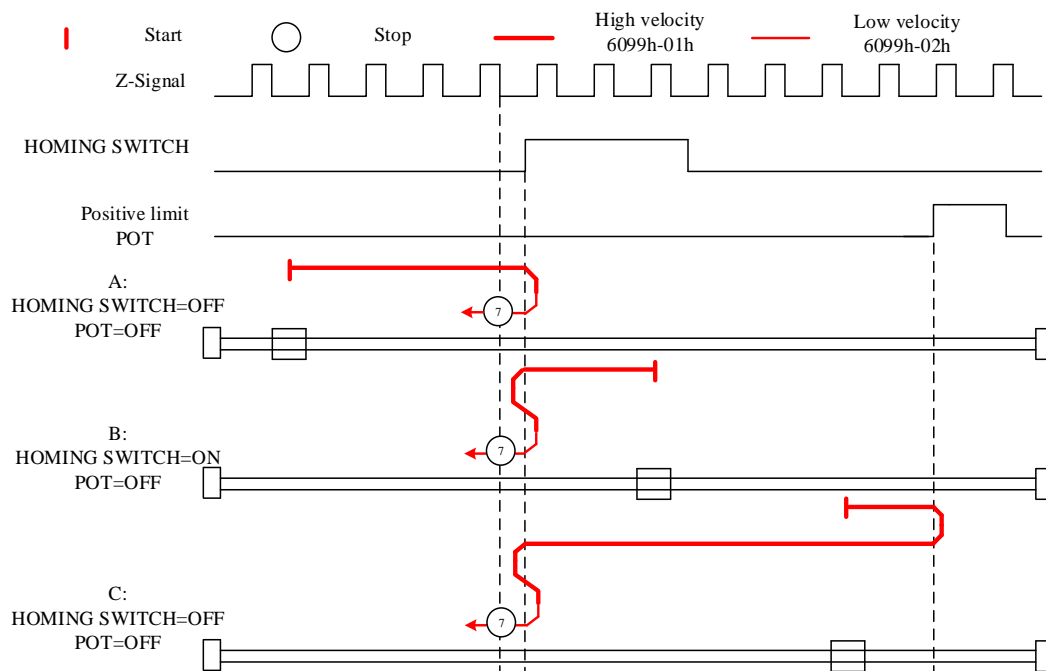 Start
Stop
High velocity
6099h-01h
Low velocity
6099h-02h
Z-Signal
HOMING SWITCH
Positive limit
POT
A:
HOMING SWITCH=OFF
POT=OFF
7
B:
HOMING SWITCH=ON
POT=OFF
7
C:
HOMING SWITCH=OFF
POT=OFF
7